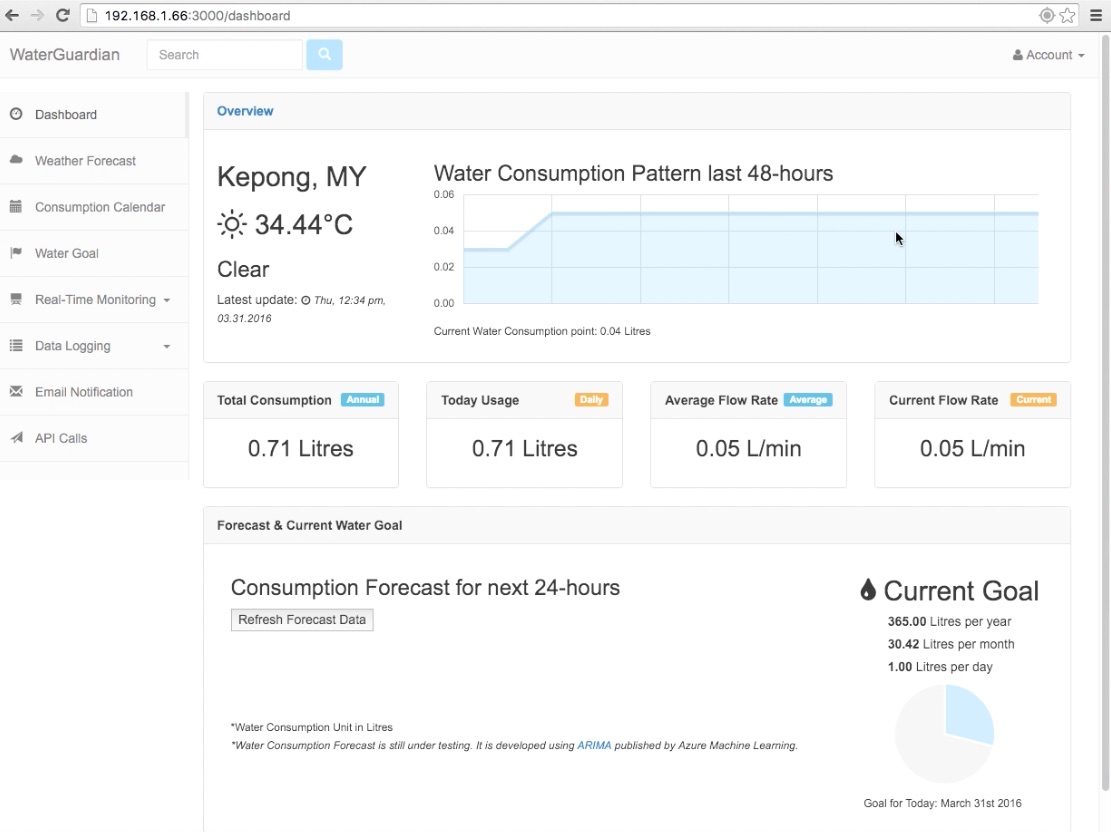 192.168.1.66:3000/dashboard
WaterGuardian
Search
Account
Dashboard
Weather Forecast
Consumption Calendar
Water Goal
Real-Time Monitoring
Data Logging
Email Notification
API Calls
Overview
Kepong, MY
34.44°C
Clear
Latest update: Thu, 12:34 pm,
03.31.2016
Water Consumption Pattern last 48-hours
0.06
0.04
0.02
0.00
Current Water Consumption point: 0.04 Litres
Total Consumption Annual
0.71 Litres
Today Usage Daily
0.71 Litres
Average Flow Rate Average
0.05 L/min
Current Flow Rate Current
0.05 L/min
Forecast & Current Water Goal
Consumption Forecast for next 24-hours
Refresh Forecast Data
*Water Consumption Unit in Litres
*Water Consumption Forecast is still under testing. It is developed using ARIMA published by Azure Machine Learning.
Current Goal
365.00 Litres per year
30.42 Litres per month
1.00 Litres per day
Goal for Today: March 31st 2016